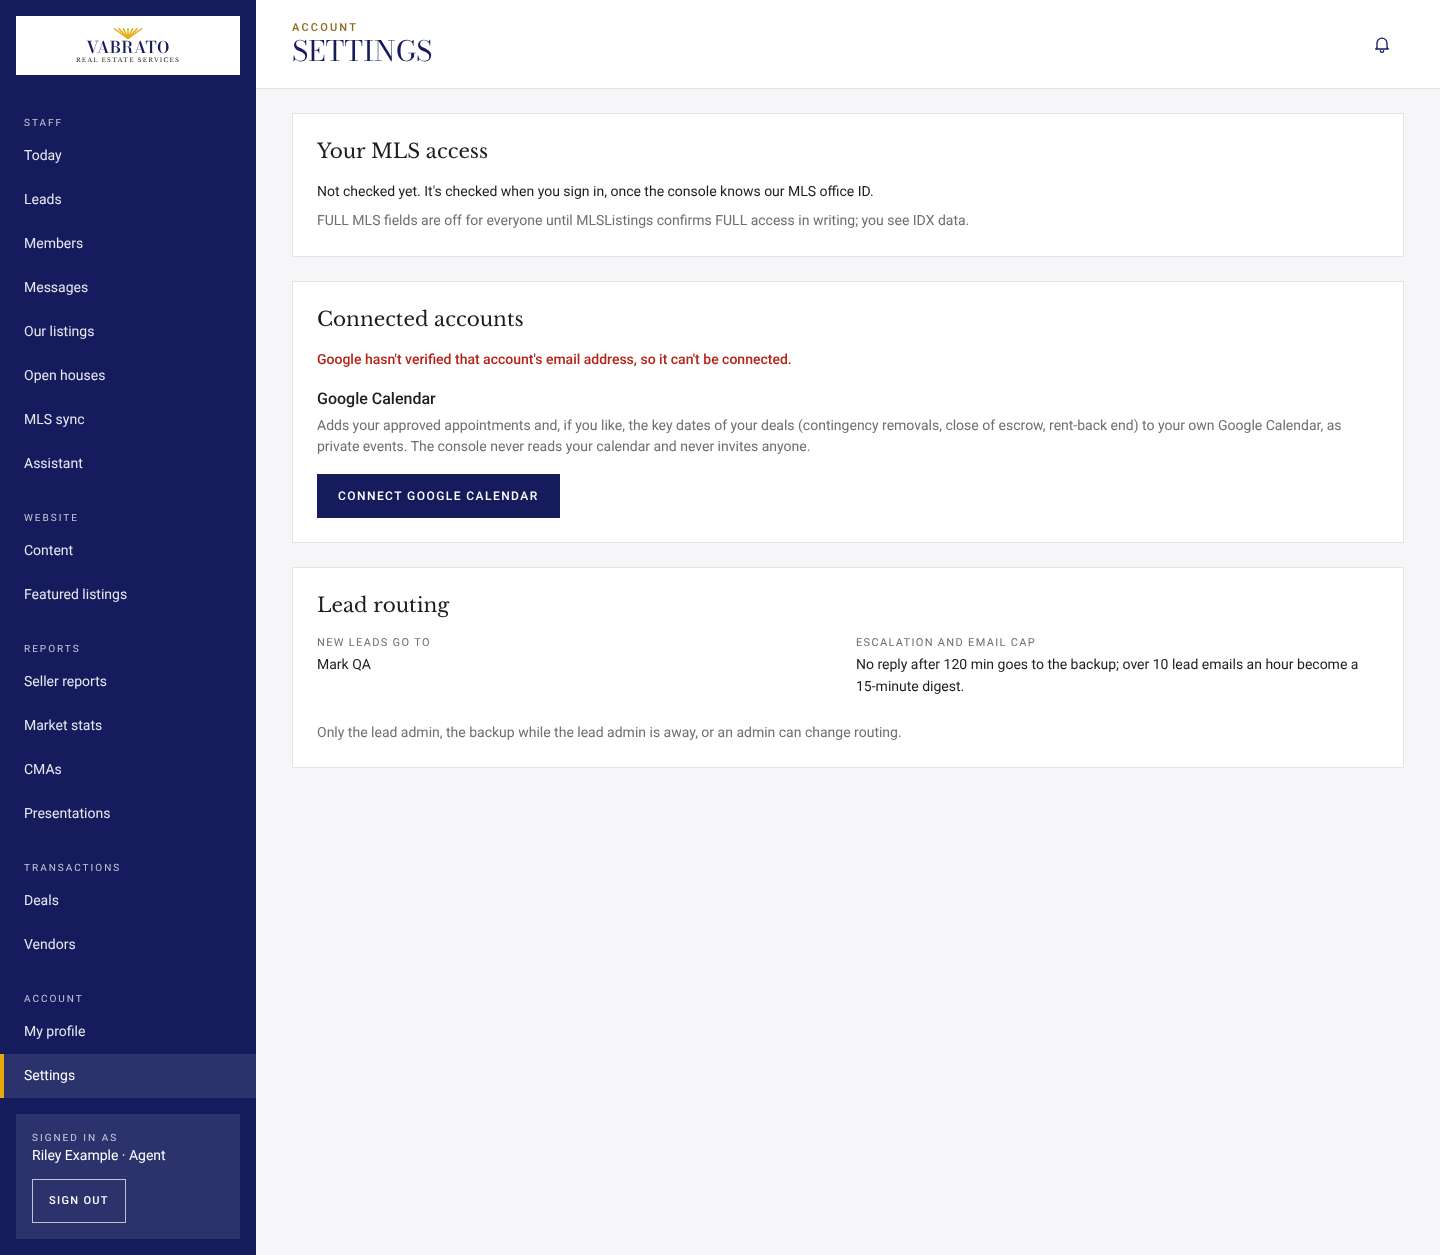 VABRATO
REAL ESTATE SERVICES
STAFF
Today
Leads
Members
Messages
Our listings
Open houses
MLS sync
Assistant
WEBSITE
Content
Featured listings
REPORTS
Seller reports
Market stats
CMAs
Presentations
TRANSACTIONS
Deals
Vendors
ACCOUNT
My profile
Settings
SIGNED IN AS
Riley Example · Agent
SIGN OUT
ACCOUNT
SETTINGS
Your MLS access
Not checked yet. It's checked when you sign in, once the console knows our MLS office ID.
FULL MLS fields are off for everyone until MLSListings confirms FULL access in writing; you see IDX data.
Connected accounts
Google hasn't verified that account's email address, so it can't be connected.
Google Calendar
Adds your approved appointments and, if you like, the key dates of your deals (contingency removals, close of escrow, rent-back end) to your own Google Calendar, as
private events. The console never reads your calendar and never invites anyone.
CONNECT GOOGLE CALENDAR
Lead routing
NEW LEADS GO TO
Mark QA
ESCALATION AND EMAIL CAP
No reply after 120 min goes to the backup; over 10 lead emails an hour become a
15-minute digest.
Only the lead admin, the backup while the lead admin is away, or an admin can change routing.